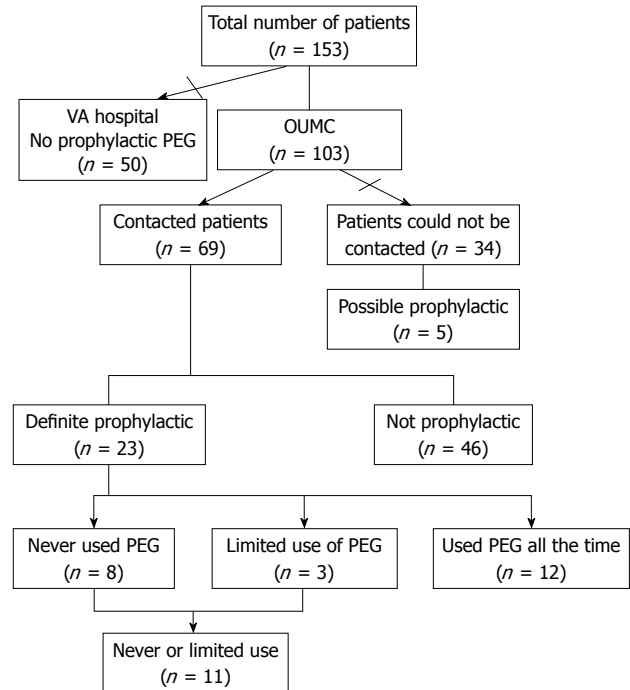 Total number of patients
(n = 153)
VA hospital
No prophylactic PEG
(n = 50)
OUMC
(n = 103)
Contacted patients
(n = 69)
Patients could not be
contacted (n = 34)
Possible prophylactic
(n = 5)
Definite prophylactic
(n = 23)
Not prophylactic
(n = 46)
Never used PEG
(n = 8)
Limited use of PEG
(n = 3)
Used PEG all the time
(n = 12)
Never or limited use
(n = 11)